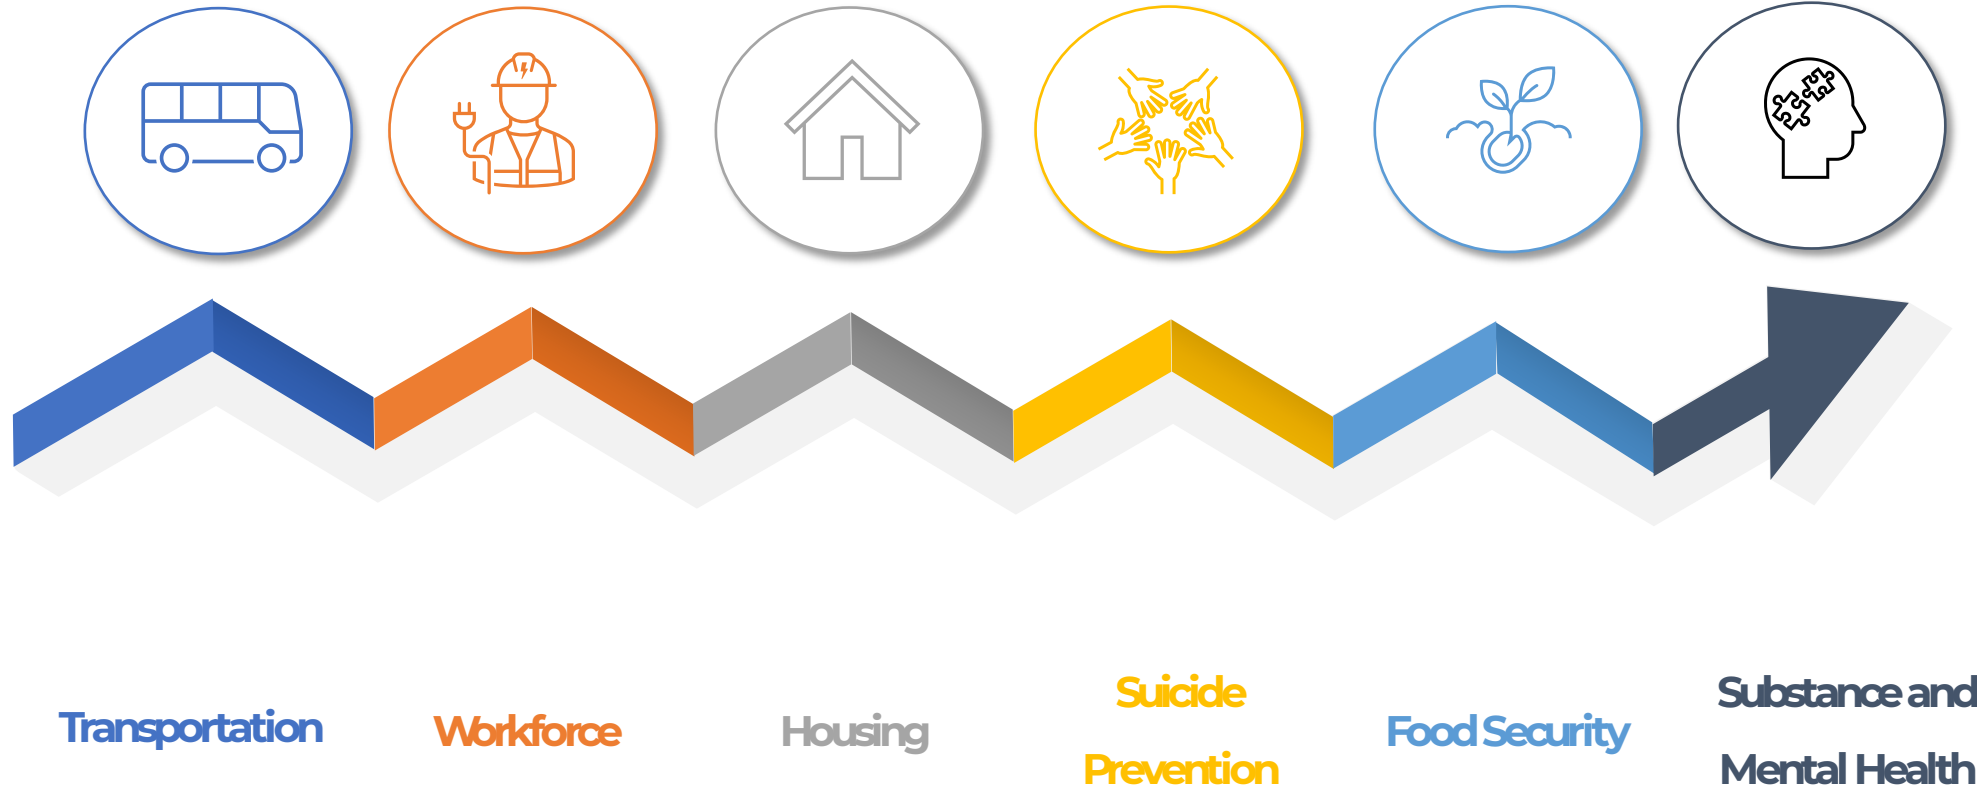 Transportation
Workforce
Housing
Suicide
Prevention
Food Security
Substance and
Mental Health